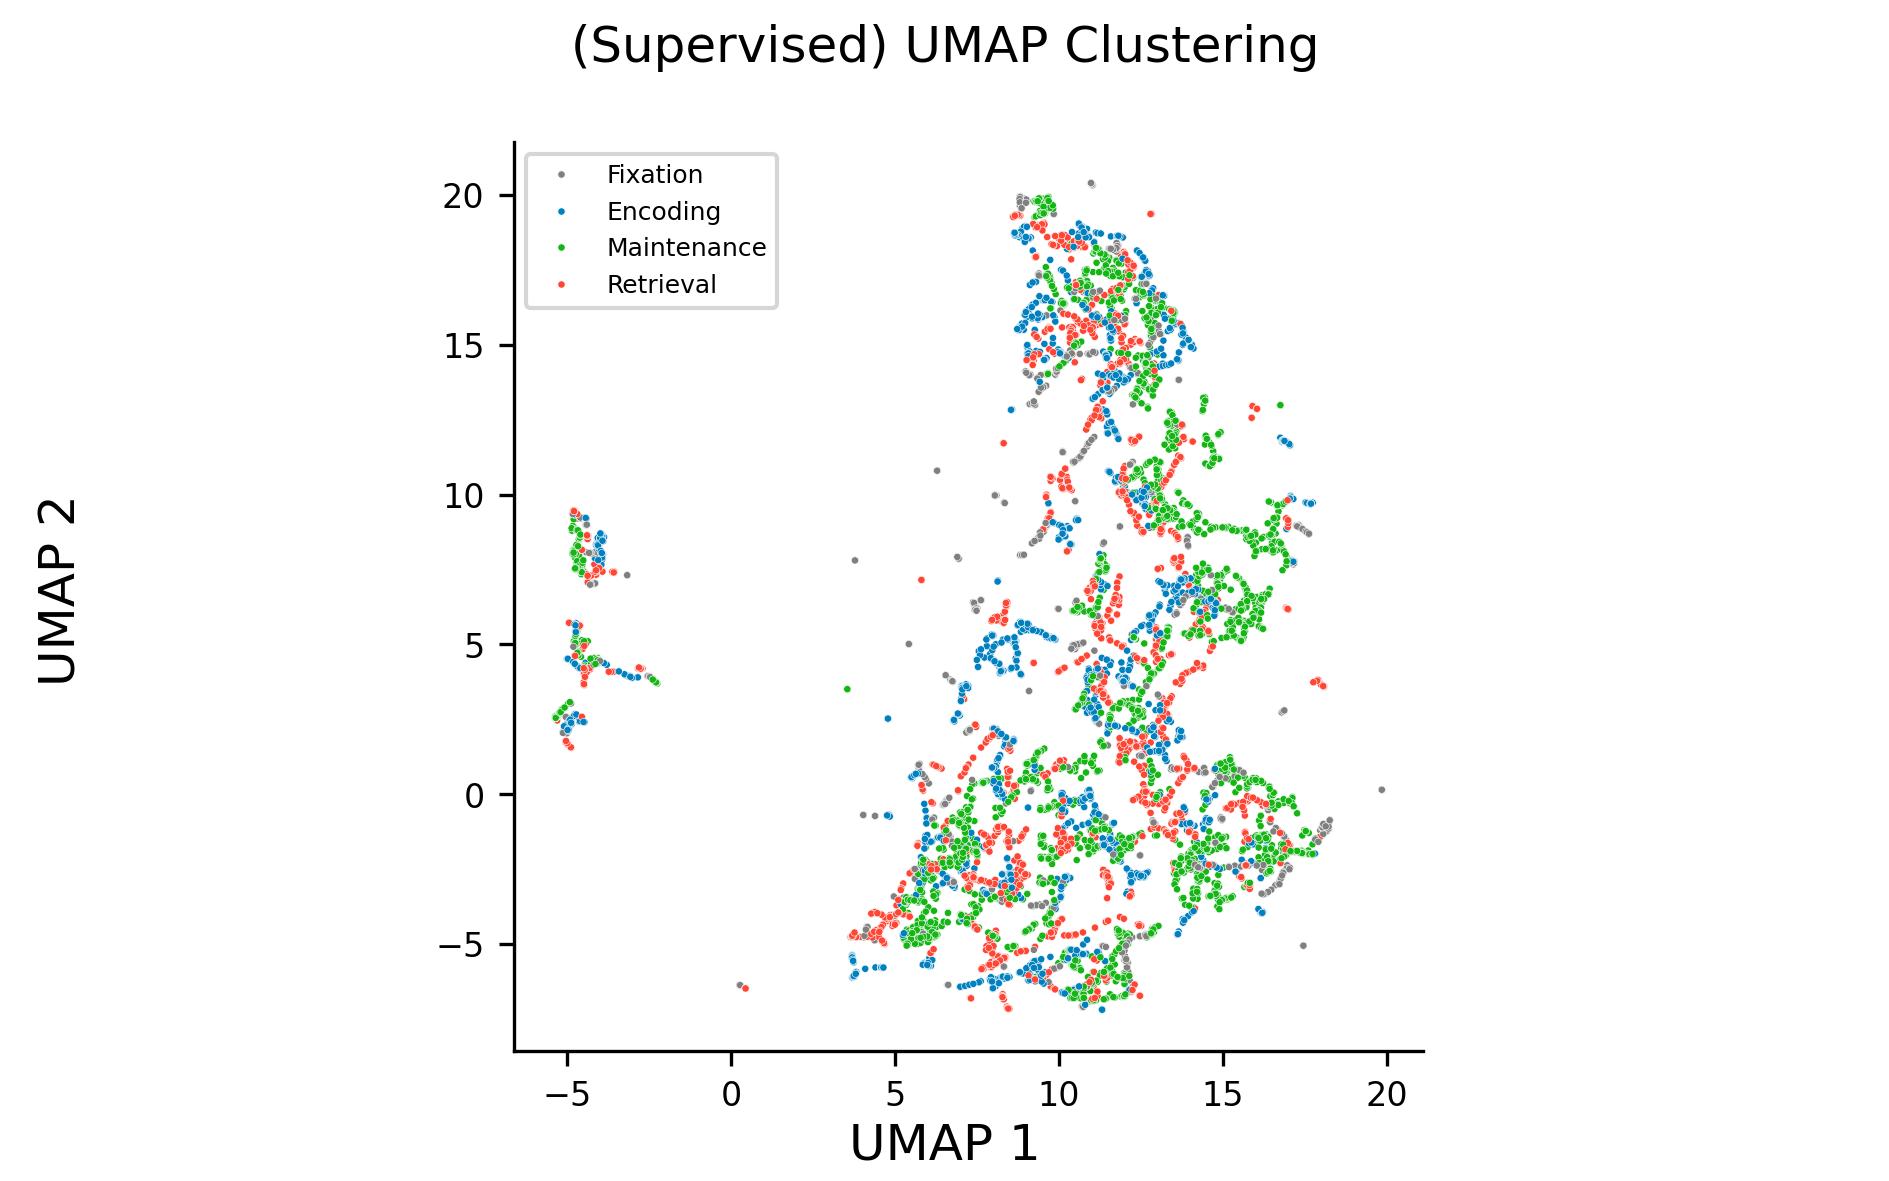 (Supervised) UMAP Clustering
Fixation
Encoding
Maintenance
Retrieval
UMAP 2
20
15
10
5
0
−5
−5 0 5 10 15 20
UMAP 1